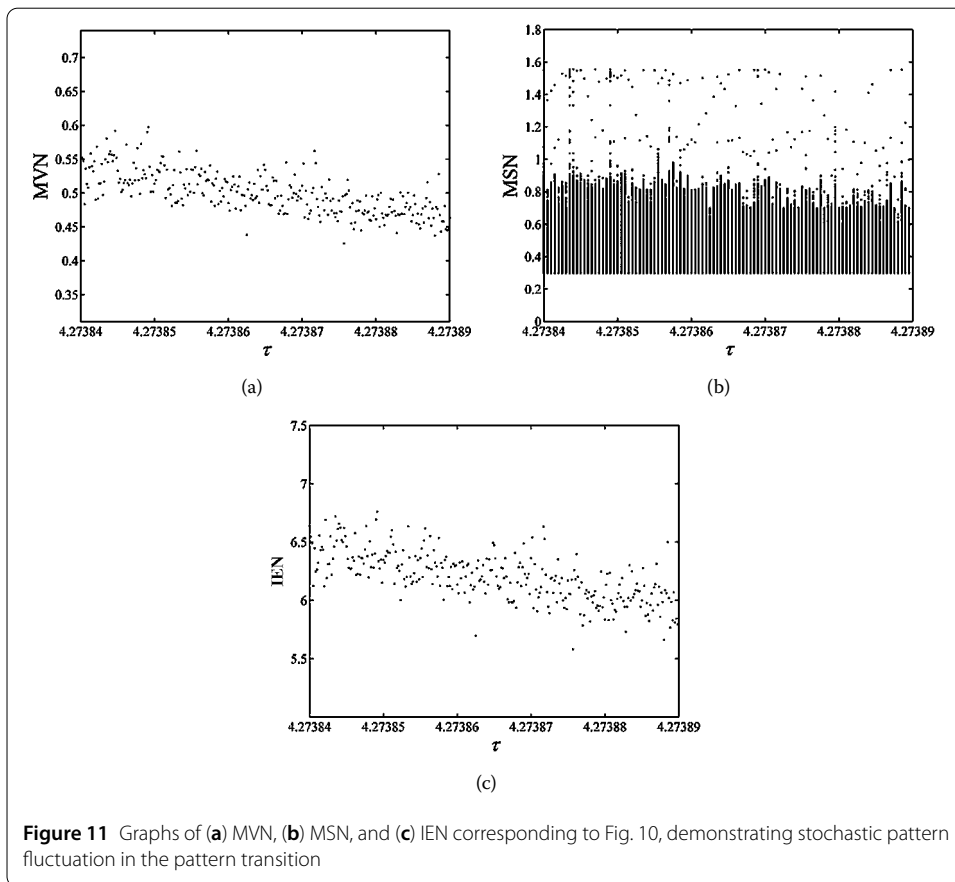 0.7
0.65
0.6
0.55
0.5
0.45
0.4
0.35
MVN
4.27384 4.27385 4.27386 4.27387 4.27388 4.27389
τ
(a)
1.8
1.6
1.4
1.2
1
0.8
0.6
0.4
0.2
0
MSN
4.27384 4.27385 4.27386 4.27387 4.27388 4.27389
τ
(b)
7.5
7
6.5
6
5.5
IEN
4.27384 4.27385 4.27386 4.27387 4.27388 4.27389
τ
(c)
Figure 11 Graphs of (a) MVN, (b) MSN, and (c) IEN corresponding to Fig. 10, demonstrating stochastic pattern
fluctuation in the pattern transition